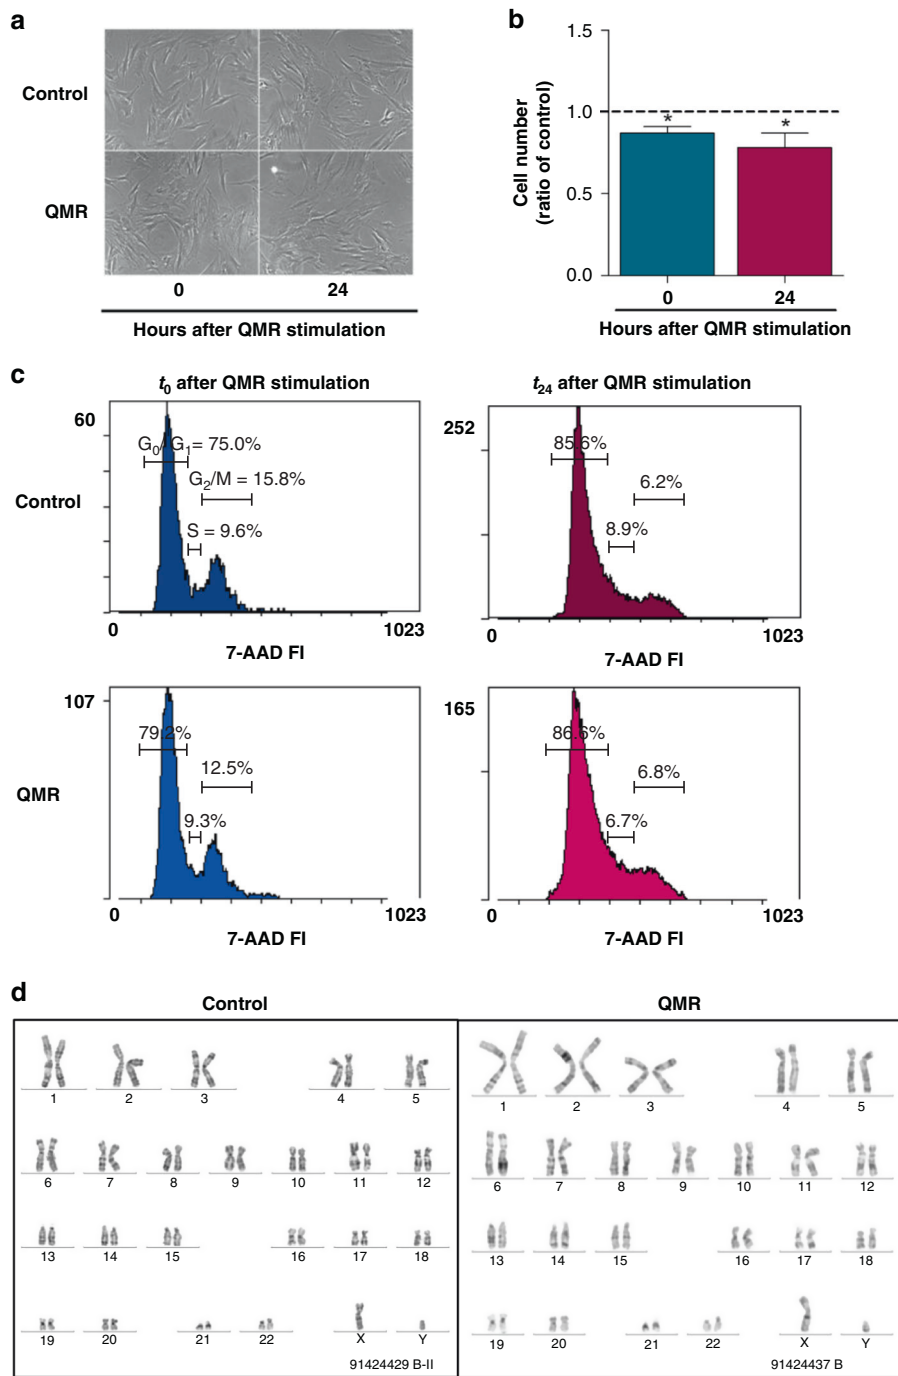 a
Control
QMR
0 24
Hours after QMR stimulation
b
Cell number
(ratio of control)
1.5
1.0
0.5
0.0
* *
0 24
Hours after QMR stimulation
c
t0 after QMR stimulation
Control
60
G0/G1= 75.0%
G2/M = 15.8%
S = 9.6%
0 1023
7-AAD FI
t24 after QMR stimulation
252
85.6%
6.2%
8.9%
0 1023
7-AAD FI
QMR
107
79.2%
12.5%
9.3%
0 1023
7-AAD FI
165
86.6%
6.8%
6.7%
0 1023
7-AAD FI
d
Control
1 2 3 4 5
6 7 8 9 10 11 12
13 14 15 16 17 18
19 20 21 22 X Y
91424429 B-II
QMR
1 2 3 4 5
6 7 8 9 10 11 12
13 14 15 16 17 18
19 20 21 22 X Y
91424437 B